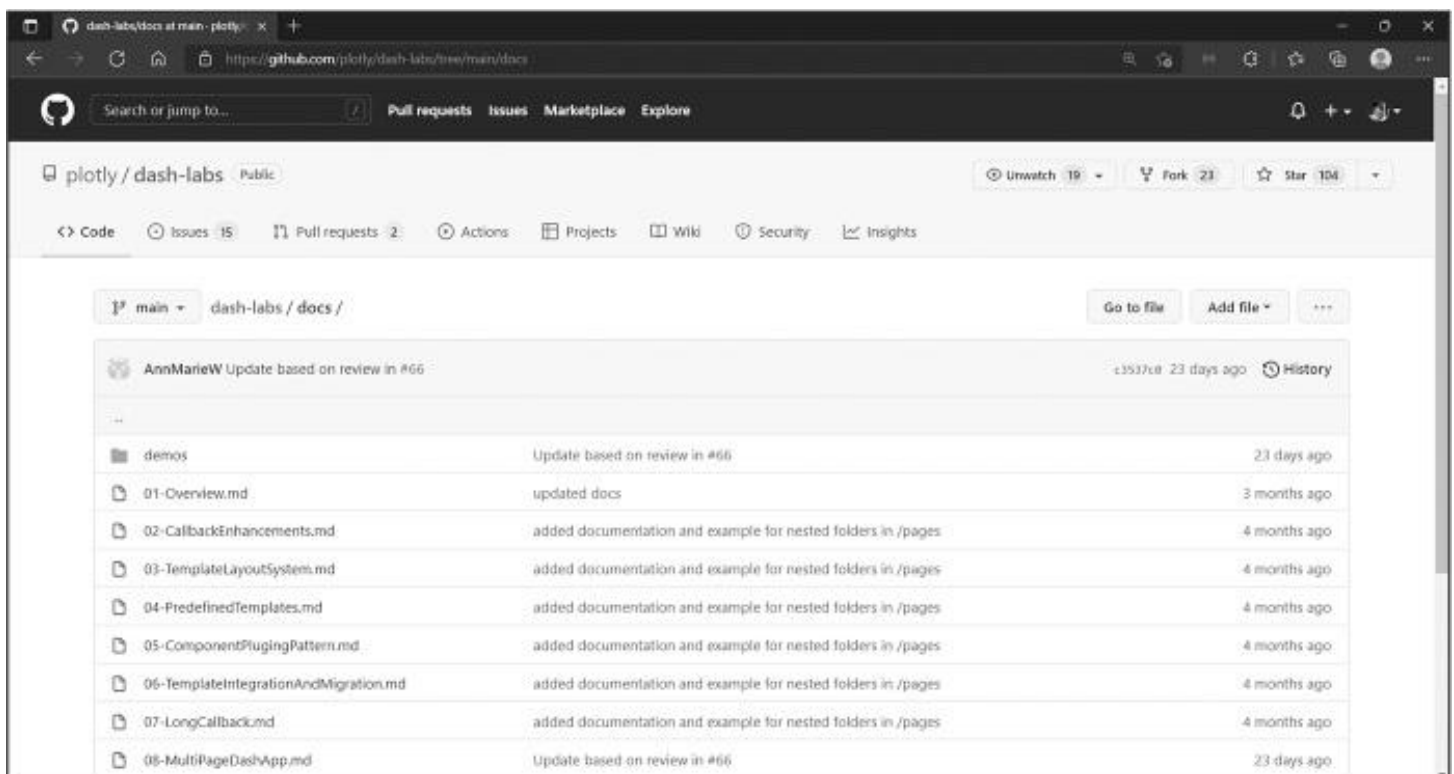 dash-labs/docs at main · plotly/
https://github.com/plotly/dash-labs/tree/main/docs
Search or jump to... / Pull requests Issues Marketplace Explore
plotly / dash-labs Public Unwatch 19 Fork 23 Star 104
<> Code Issues 15 Pull requests 2 Actions Projects Wiki Security Insights
main dash-labs / docs / Go to file Add file ...
AnnMarieW Update based on review in #66 c3537c0 23 days ago History
..
demos Update based on review in #66 23 days ago
01-Overview.md updated docs 3 months ago
02-CallbackEnhancements.md added documentation and example for nested folders in /pages 4 months ago
03-TemplateLayoutSystem.md added documentation and example for nested folders in /pages 4 months ago
04-PredefinedTemplates.md added documentation and example for nested folders in /pages 4 months ago
05-ComponentPlugingPattern.md added documentation and example for nested folders in /pages 4 months ago
06-TemplateIntegrationAndMigration.md added documentation and example for nested folders in /pages 4 months ago
07-LongCallback.md added documentation and example for nested folders in /pages 4 months ago
08-MultiPageDashApp.md Update based on review in #66 23 days ago